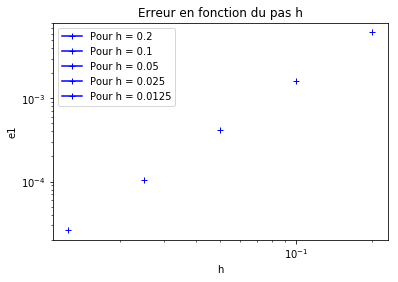 Erreur en fonction du pas h
Pour h = 0.2
Pour h = 0.1
Pour h = 0.05
Pour h = 0.025
Pour h = 0.0125
10⁻³
e1
10⁻⁴
10⁻¹
h